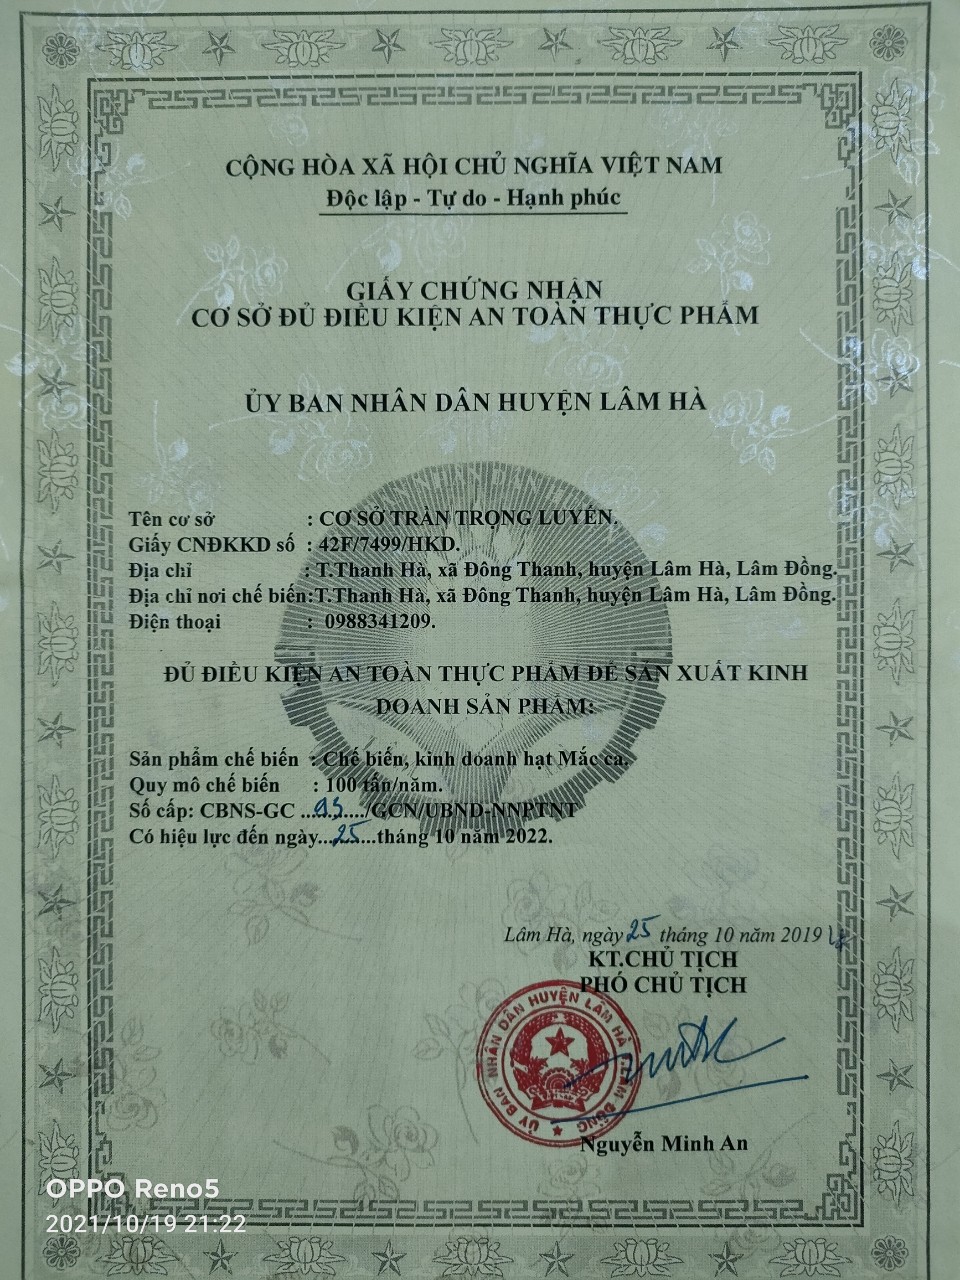 CỘNG HÒA XÃ HỘI CHỦ NGHĨA VIỆT NAM
Độc lập - Tự do - Hạnh phúc
GIẤY CHỨNG NHẬN
CƠ SỞ ĐỦ ĐIỀU KIỆN AN TOÀN THỰC PHẨM
ỦY BAN NHÂN DÂN HUYỆN LÂM HÀ
Tên cơ sở : CƠ SỞ TRẦN TRỌNG LUYẾN.
Giấy CNĐKKD số : 42F/7499/HKD.
Địa chỉ : T.Thanh Hà, xã Đông Thanh, huyện Lâm Hà, Lâm Đồng.
Địa chỉ nơi chế biến:T.Thanh Hà, xã Đông Thanh, huyện Lâm Hà, Lâm Đồng.
Điện thoại : 0988341209.
ĐỦ ĐIỀU KIỆN AN TOÀN THỰC PHẨM ĐỂ SẢN XUẤT KINH
DOANH SẢN PHẨM:
Sản phẩm chế biến : Chế biến, kinh doanh hạt Mắc ca.
Quy mô chế biến : 100 tấn/năm.
Số cấp: CBNS-GC ......../GCN/UBND-NNPTNT
Có hiệu lực đến ngày...25...tháng 10 năm 2022.
Lâm Hà, ngày 25 tháng 10 năm 2019
KT.CHỦ TỊCH
PHÓ CHỦ TỊCH
ỦY BAN NHÂN DÂN HUYỆN LÂM HÀ T.LÂM ĐỒNG
Nguyễn Minh An
OPPO Reno5
2021/10/19 21:22